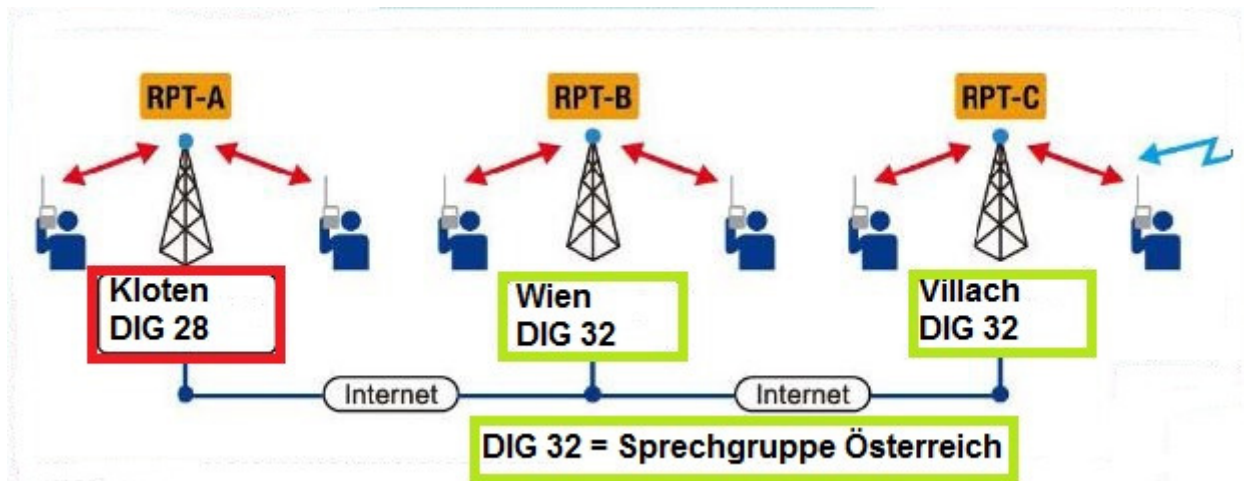 RPT-A
RPT-B
RPT-C
Kloten
DIG 28
Wien
DIG 32
Villach
DIG 32
Internet
Internet
DIG 32 = Sprechgruppe Österreich